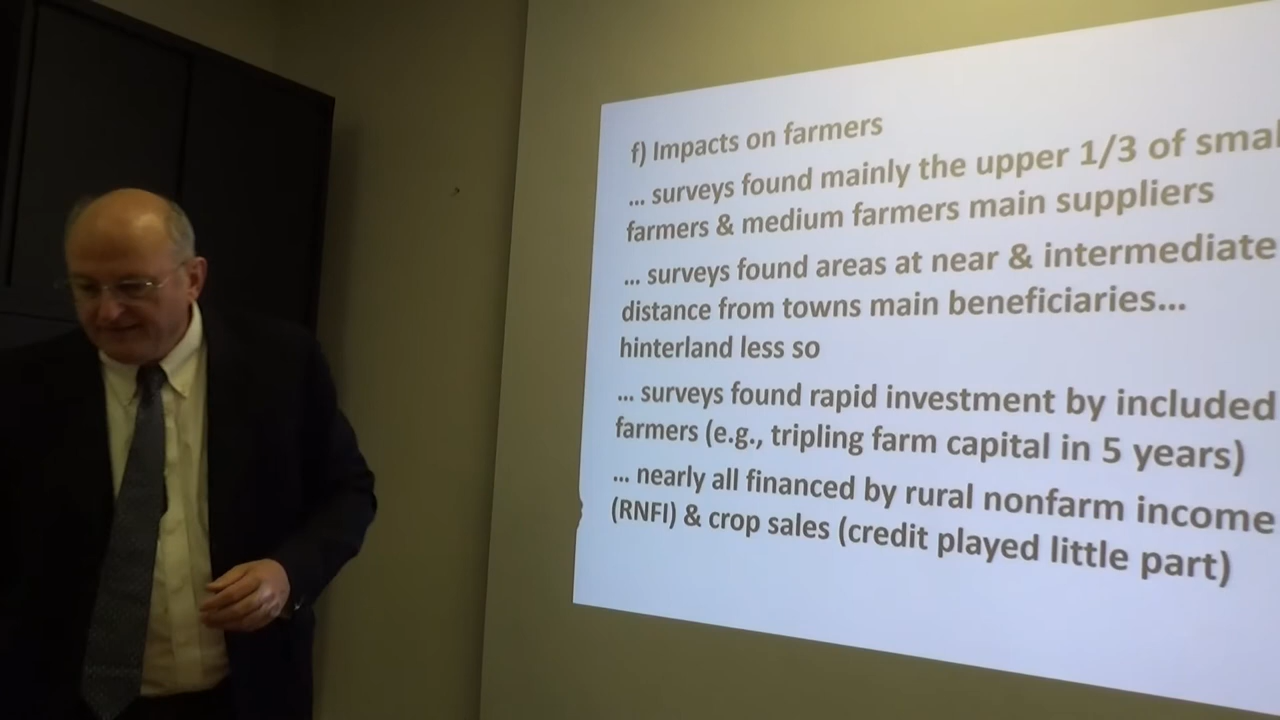 f) Impacts on farmers
... surveys found mainly the upper 1/3 of smal
farmers & medium farmers main suppliers
... surveys found areas at near & intermediate
distance from towns main beneficiaries...
hinterland less so
... surveys found rapid investment by included
farmers (e.g., tripling farm capital in 5 years)
... nearly all financed by rural nonfarm income
(RNFI) & crop sales (credit played little part)